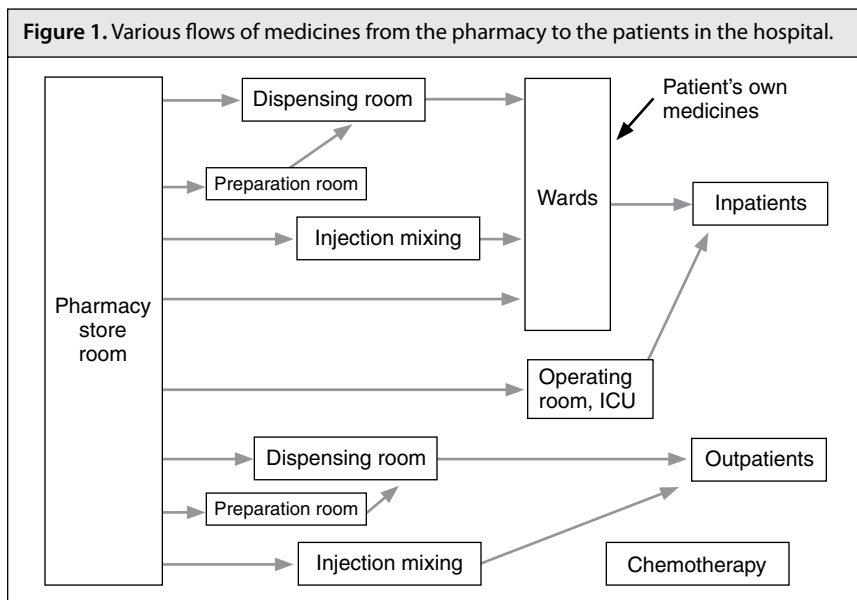 Figure 1. Various flows of medicines from the pharmacy to the patients in the hospital.
Patient's own
medicines
Dispensing room
Preparation room
Wards
Inpatients
Injection mixing
Pharmacy
store
room
Operating
room, ICU
Dispensing room
Outpatients
Preparation room
Injection mixing
Chemotherapy